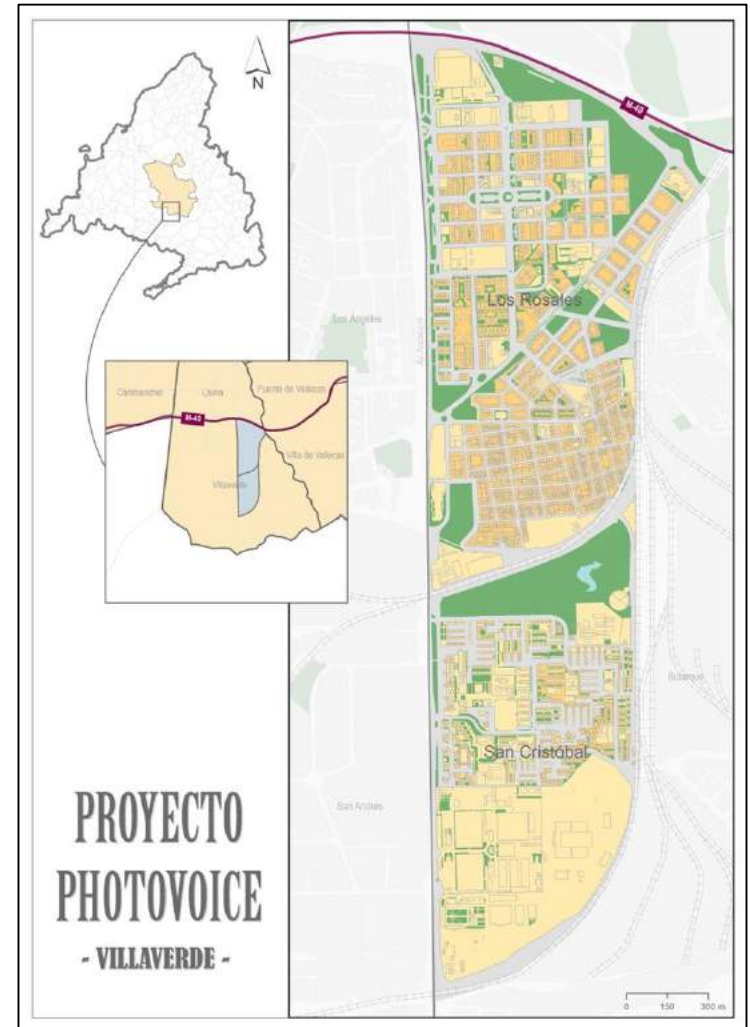 N
M-40
Los Rosales
Los Angeles
Carabanchel
Usera
Puente de Vallecas
M-40
Villa de Vallecas
Villaverde
Butarque
San Cristóbal
San Andrés
PROYECTO
PHOTOVOICE
- VILLAVERDE -
0 150 300 m